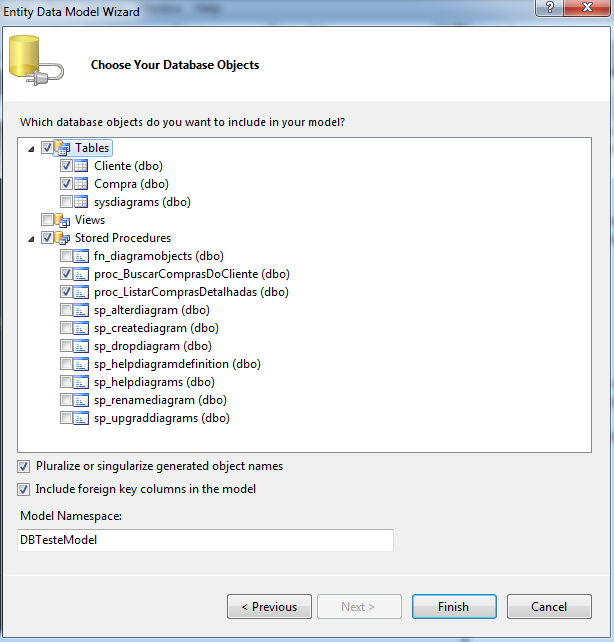 Entity Data Model Wizard
Choose Your Database Objects
Which database objects do you want to include in your model?
Tables
Cliente (dbo)
Compra (dbo)
sysdiagrams (dbo)
Views
Stored Procedures
fn_diagramobjects (dbo)
proc_BuscarComprasDoCliente (dbo)
proc_ListarComprasDetalhadas (dbo)
sp_alterdiagram (dbo)
sp_creatediagram (dbo)
sp_dropdiagram (dbo)
sp_helpdiagramdefinition (dbo)
sp_helpdiagrams (dbo)
sp_renamediagram (dbo)
sp_upgraddiagrams (dbo)
Pluralize or singularize generated object names
Include foreign key columns in the model
Model Namespace:
DBTesteModel
< Previous Next > Finish Cancel